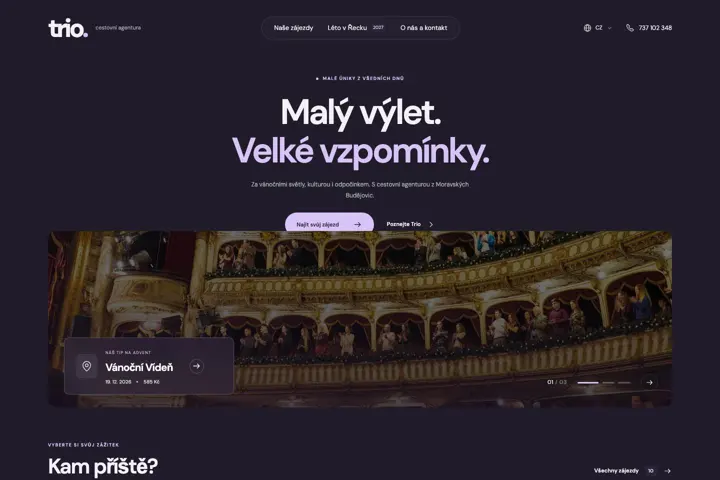 trio.
cestovní agentura
Naše zájezdy
Léto v Řecku 2027
O nás a kontakt
CZ
737 102 348
MALÉ ÚNIKY Z VŠEDNÍCH DNŮ
Malý výlet.
Velké vzpomínky.
Za vánočními světly, kulturou i odpočinkem. S cestovní agenturou z Moravských
Budějovic.
Najít svůj zájezd
Poznejte Trio
NÁŠ TIP NA ADVENT
Vánoční Vídeň
19. 12. 2026 • 585 Kč
01 / 03
VYBERTE SI SVŮJ ZÁŽITEK
Kam příště?
Všechny zájezdy 10